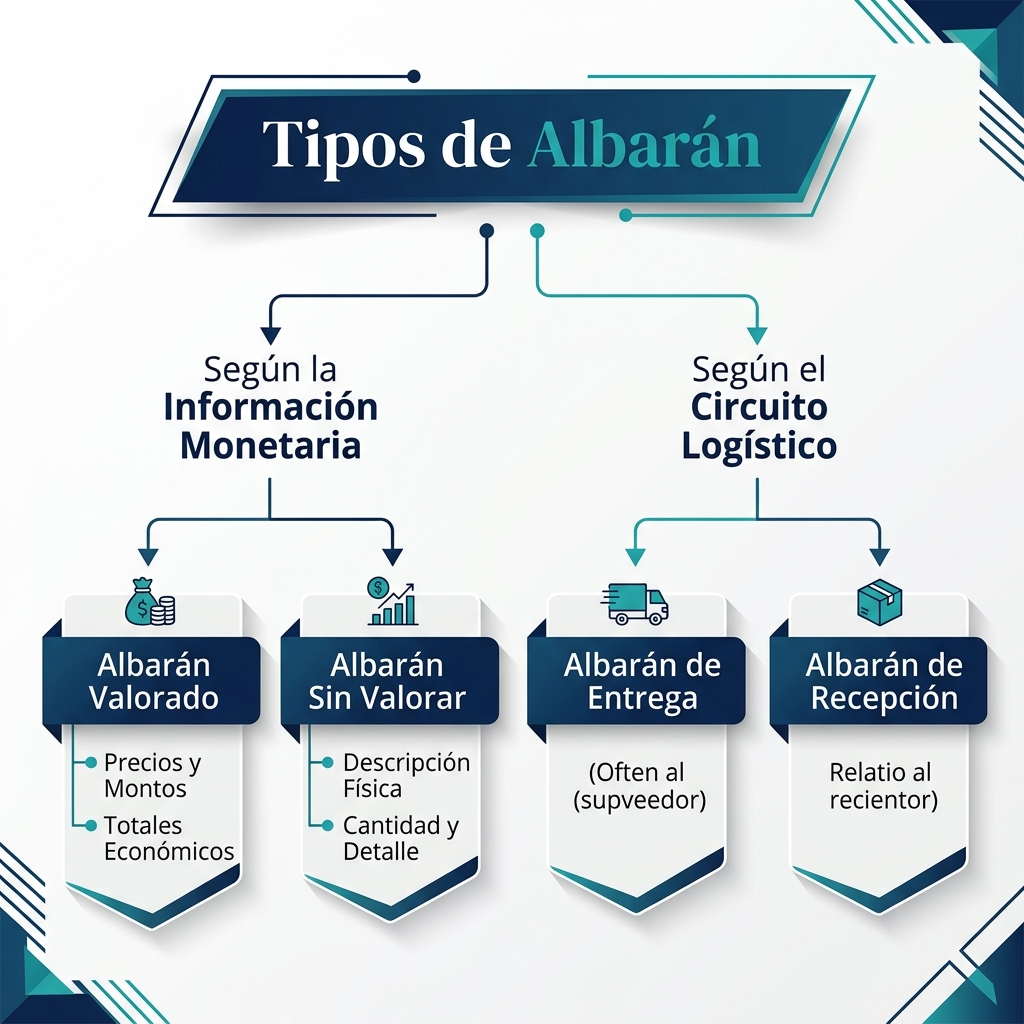 Tipos de Albarán
Según la
Información
Monetaria
Según el
Circuito
Logístico
$
$
Albarán
Valorado
Precios y
Montos
Totales
Económicos
Albarán
Sin Valorar
Descripción
Física
Cantidad y
Detalle
Albarán de
Entrega
(Often al
(supveedor)
Albarán de
Recepción
Relatio al
recientor)